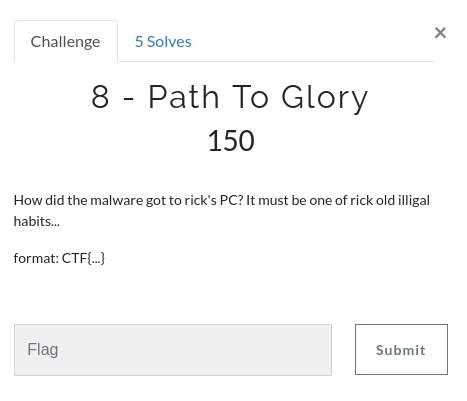 Challenge
5 Solves
×
8 - Path To Glory
150
How did the malware got to rick's PC? It must be one of rick old illigal
habits...
format: CTF{...}
Flag
Submit